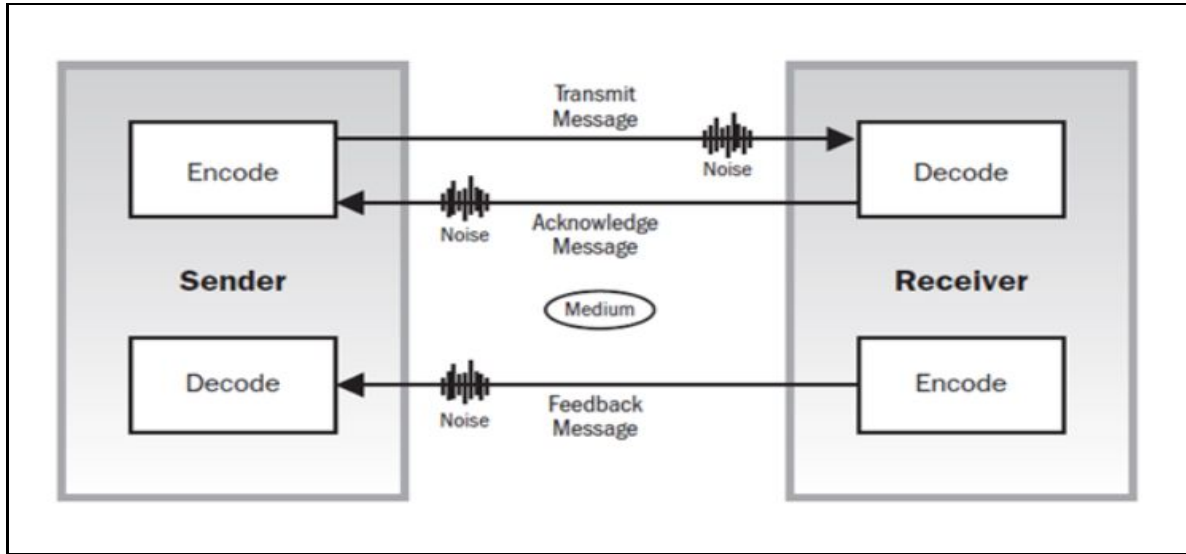 Transmit
Message
Encode
Noise
Decode
Noise
Acknowledge
Message
Sender
Medium
Receiver
Decode
Noise
Feedback
Message
Encode